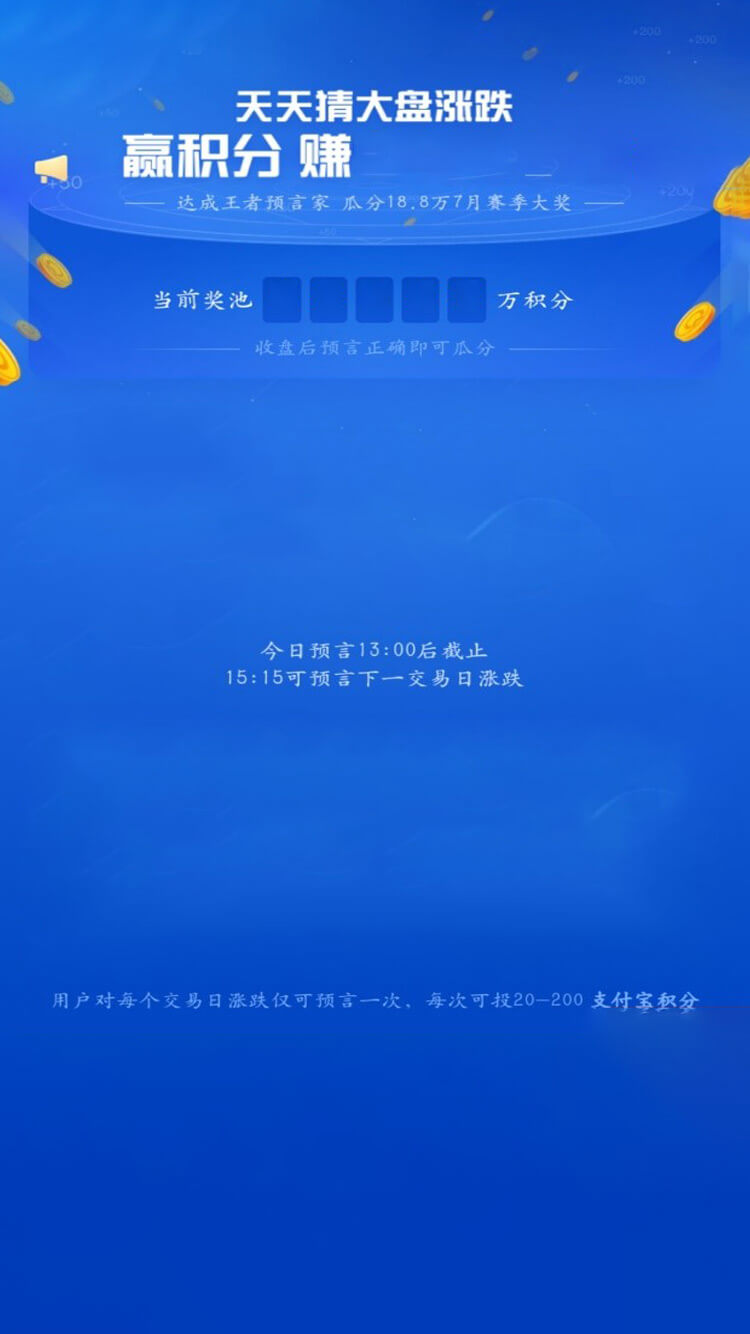 +200
+200
+200
天天猜大盘涨跌
赢积分 赚
+50
+200
达成王者预言家 瓜分18.8万7月赛季大奖
+50
当前奖池 万积分
收盘后预言正确即可瓜分
今日预言13:00后截止
15:15可预言下一交易日涨跌
用户对每个交易日涨跌仅可预言一次，每次可投20-200 支付宝积分